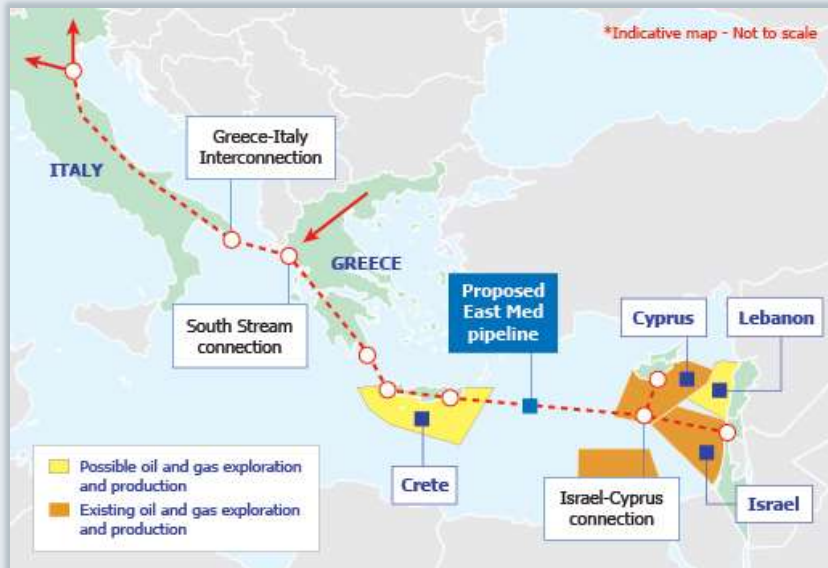 *Indicative map - Not to scale
Greece-Italy
Interconnection
ITALY
GREECE
South Stream
connection
Proposed
East Med
pipeline
Cyprus
Lebanon
Crete
Israel-Cyprus
connection
Israel
Possible oil and gas exploration
and production
Existing oil and gas exploration
and production